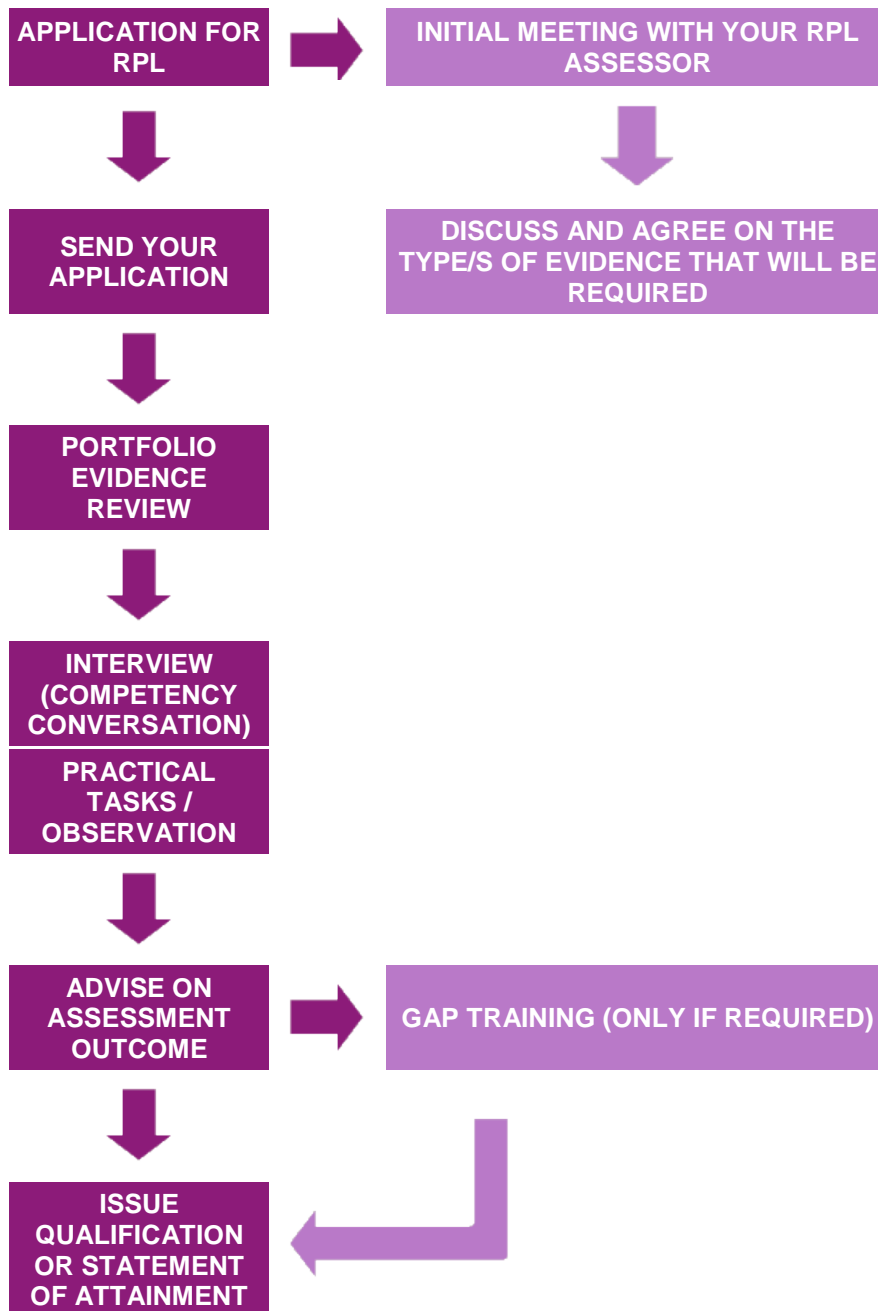 APPLICATION FOR
RPL
INITIAL MEETING WITH YOUR RPL
ASSESSOR
SEND YOUR
APPLICATION
DISCUSS AND AGREE ON THE
TYPE/S OF EVIDENCE THAT WILL BE
REQUIRED
PORTFOLIO
EVIDENCE
REVIEW
INTERVIEW
(COMPETENCY
CONVERSATION)
PRACTICAL
TASKS /
OBSERVATION
ADVISE ON
ASSESSMENT
OUTCOME
GAP TRAINING (ONLY IF REQUIRED)
ISSUE
QUALIFICATION
OR STATEMENT
OF ATTAINMENT